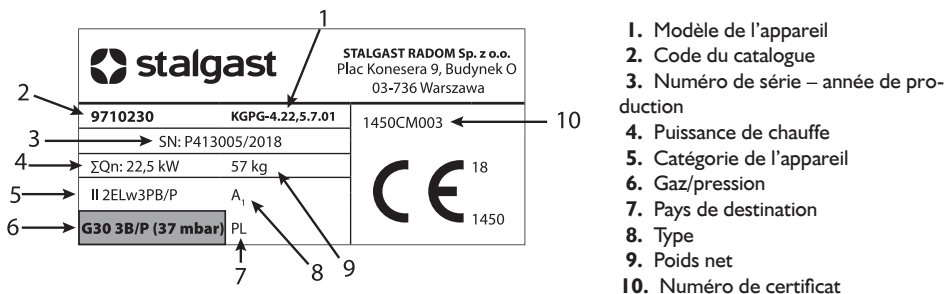 1
stalgast
STALGAST RADOM Sp. z o.o.
Plac Konesera 9, Budynek O
03-736 Warszawa
2
9710230
KGPG-4.22,5.7.01
1450CM003
10
3
SN: P413005/2018
4
ΣQn: 22,5 kW
57 kg
18
5
II 2ELw3PB/P
A1
1450
6
G30 3B/P (37 mbar)
PL
7
8
9
1. Modèle de l'appareil
2. Code du catalogue
3. Numéro de série – année de pro-
duction
4. Puissance de chauffe
5. Catégorie de l'appareil
6. Gaz/pression
7. Pays de destination
8. Type
9. Poids net
10. Numéro de certificat